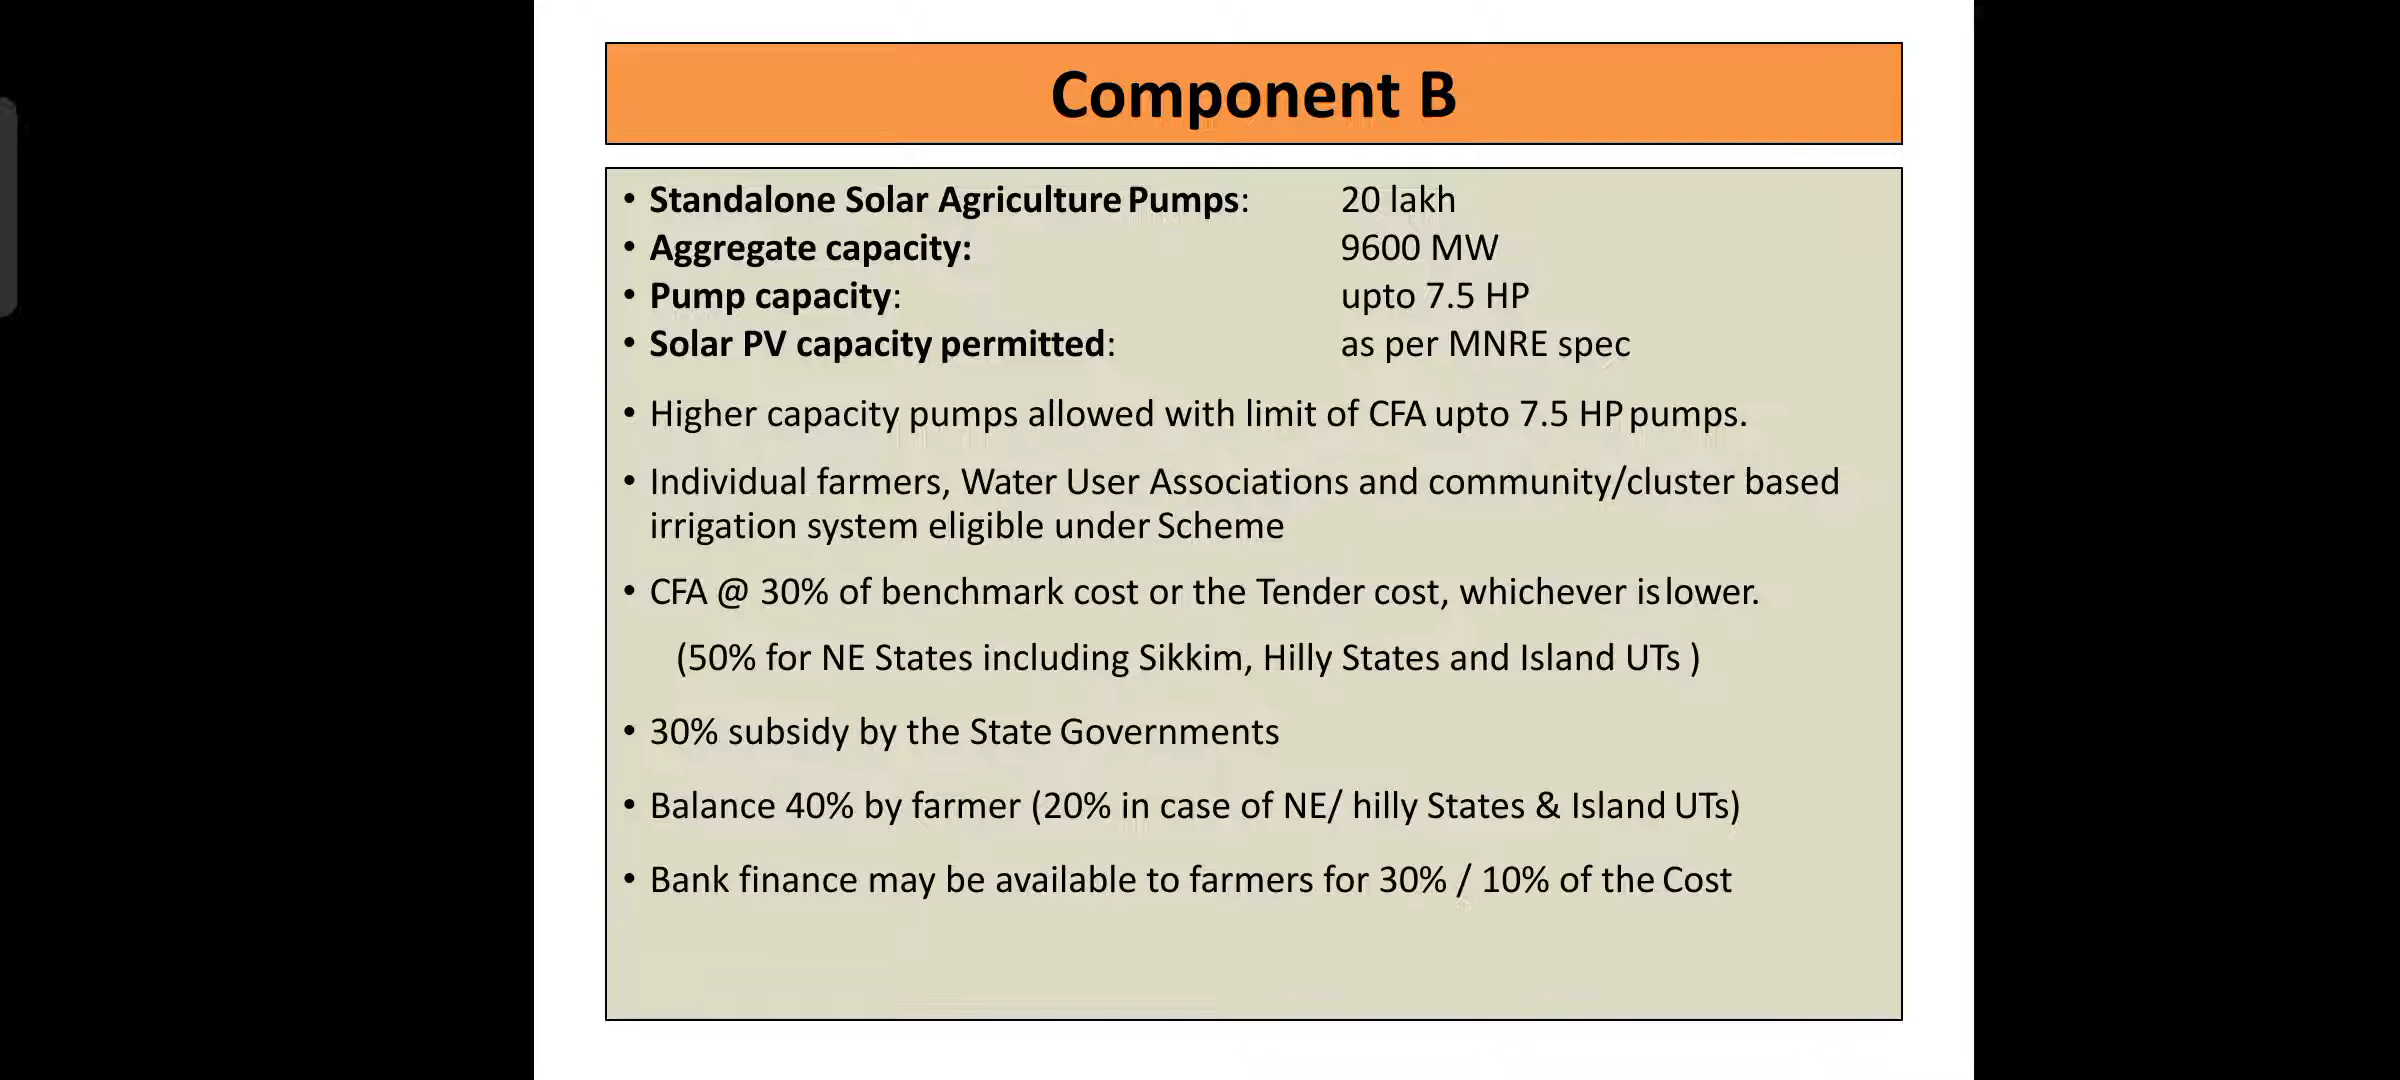 Component B
• Standalone Solar Agriculture Pumps: 20 lakh
• Aggregate capacity: 9600 MW
• Pump capacity: upto 7.5 HP
• Solar PV capacity permitted: as per MNRE spec
• Higher capacity pumps allowed with limit of CFA upto 7.5 HP pumps.
• Individual farmers, Water User Associations and community/cluster based
irrigation system eligible under Scheme
• CFA @ 30% of benchmark cost or the Tender cost, whichever is lower.
(50% for NE States including Sikkim, Hilly States and Island UTs )
• 30% subsidy by the State Governments
• Balance 40% by farmer (20% in case of NE/ hilly States & Island UTs)
• Bank finance may be available to farmers for 30% / 10% of the Cost